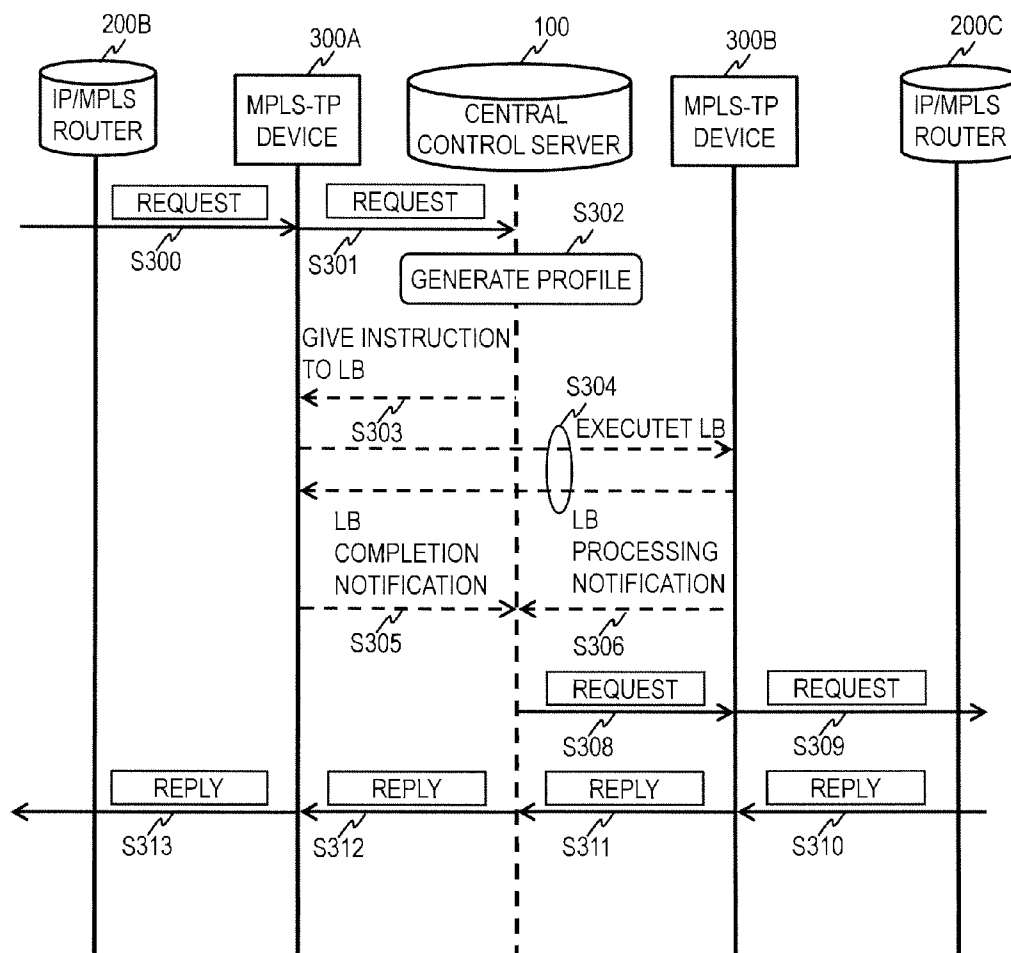 200B
300A
100
300B
200C
IP/MPLS
ROUTER
MPLS-TP
DEVICE
CENTRAL
CONTROL SERVER
MPLS-TP
DEVICE
IP/MPLS
ROUTER
REQUEST
REQUEST
S300
S301
S302
GENERATE PROFILE
GIVE INSTRUCTION
TO LB
S303
S304
EXECUTET LB
LB
COMPLETION
NOTIFICATION
LB
PROCESSING
NOTIFICATION
S305
S306
REQUEST
REQUEST
S308
S309
REPLY
REPLY
REPLY
REPLY
S313
S312
S311
S310